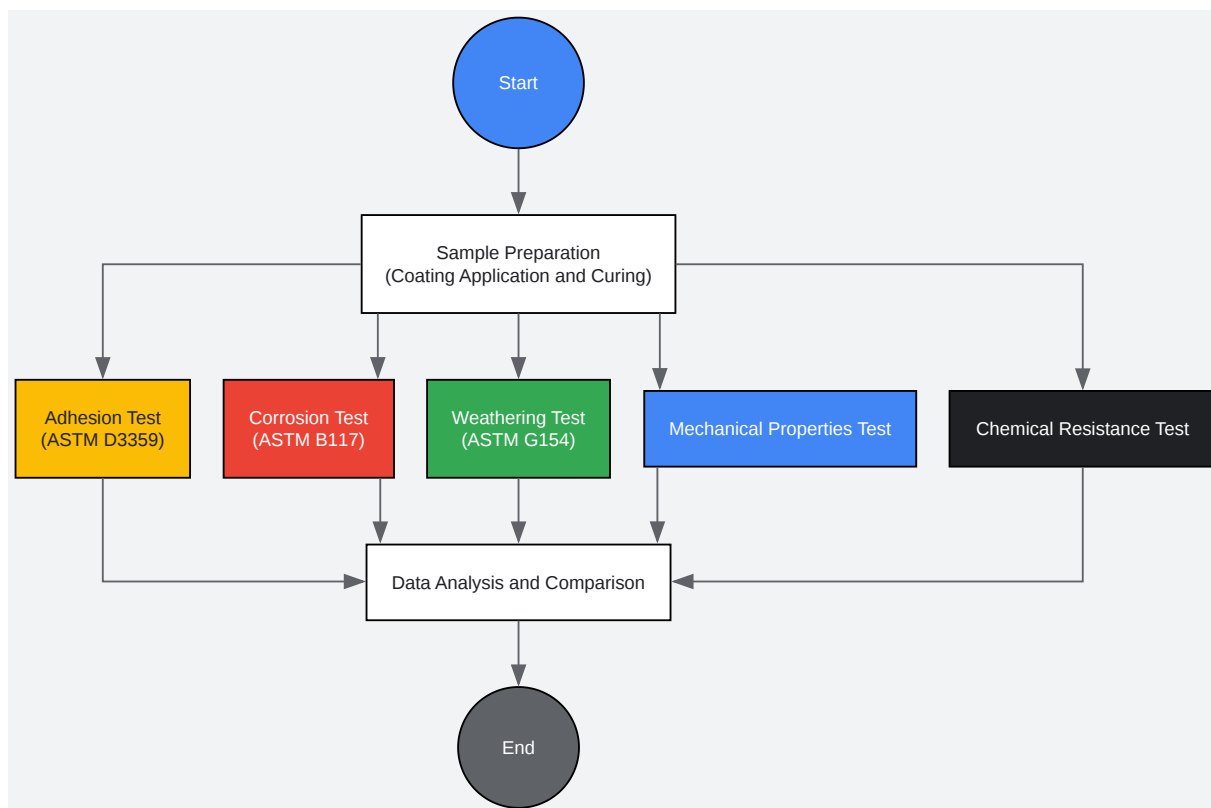 Start
Sample Preparation
(Coating Application and Curing)
Adhesion Test
(ASTM D3359)
Corrosion Test
(ASTM B117)
Weathering Test
(ASTM G154)
Mechanical Properties Test
Chemical Resistance Test
Data Analysis and Comparison
End